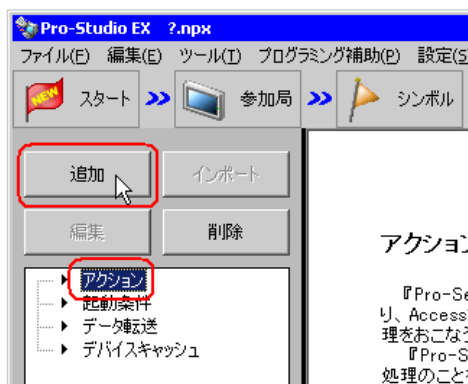 Pro-Studio EX ?.npx
ファイル(F) 編集(E) ツール(T) プログラミング補助(P) 設定(S
NEW スタート 参加局 シンボル
追加 インポート
編集 削除
アクション
起動条件
データ転送
デバイスキャッシュ
アクション
『Pro-Se
り、Access
理をおこなう
『Pro-S
処理のことを